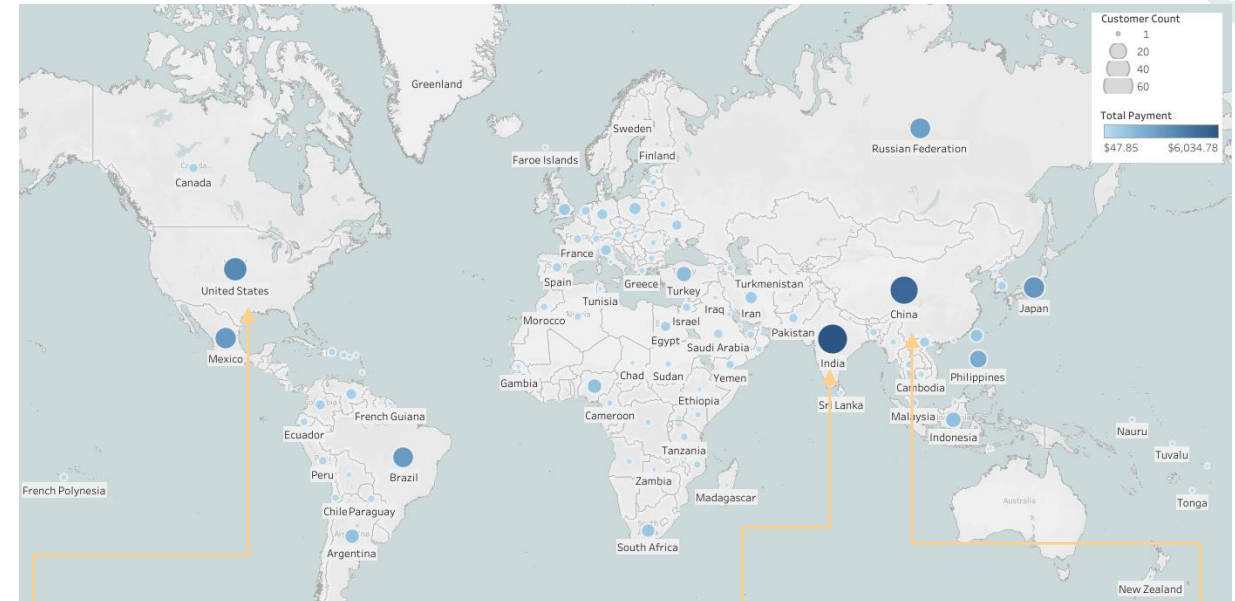 Customer Count
1
20
40
60
Total Payment
$47.85 $6,034.78
Greenland
Sweden
Faroe Islands
Finland
Russian Federation
Canada
France
United States
Spain
Greece
Turkey
Turkmenistan
China
Japan
Tunisia
Morocco
Israel
Iraq
Iran
Egypt
Saudi Arabia
Pakistan
Mexico
India
Philippines
Gambia
Chad
Sudan
Yemen
Cambodia
Ethiopia
Sri Lanka
French Guiana
Cameroon
Malaysia
Ecuador
Indonesia
Nauru
Tanzania
Tuvalu
Peru
Brazil
Zambia
French Polynesia
Madagascar
Australia
Tonga
Chile
Paraguay
South Africa
Argentina
New Zealand